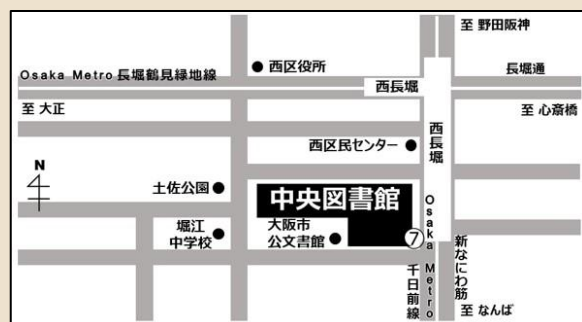 至 野田阪神
西区役所
長堀通
Osaka Metro 長堀鶴見緑地線
西長堀
至 大正
至 心斎橋
西長堀
西区民センター
N
土佐公園
中央図書館
堀江
中学校
大阪市
公文書館
⑦
Osaka Metro
千日前線
新なにわ筋
至 なんば